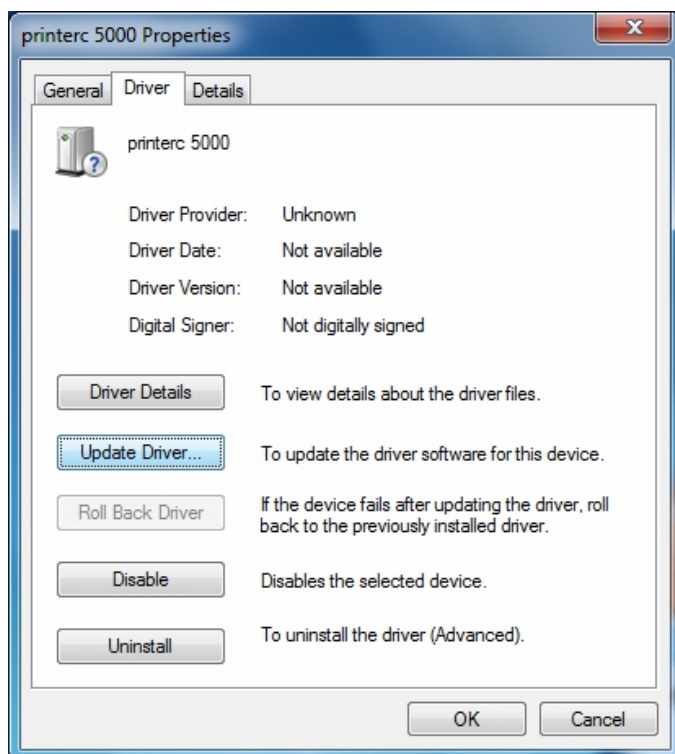 printerc 5000 Properties
X
General Driver Details
printerc 5000
Driver Provider: Unknown
Driver Date: Not available
Driver Version: Not available
Digital Signer: Not digitally signed
Driver Details To view details about the driver files.
Update Driver... To update the driver software for this device.
Roll Back Driver If the device fails after updating the driver, roll
back to the previously installed driver.
Disable Disables the selected device.
Uninstall To uninstall the driver (Advanced).
OK Cancel